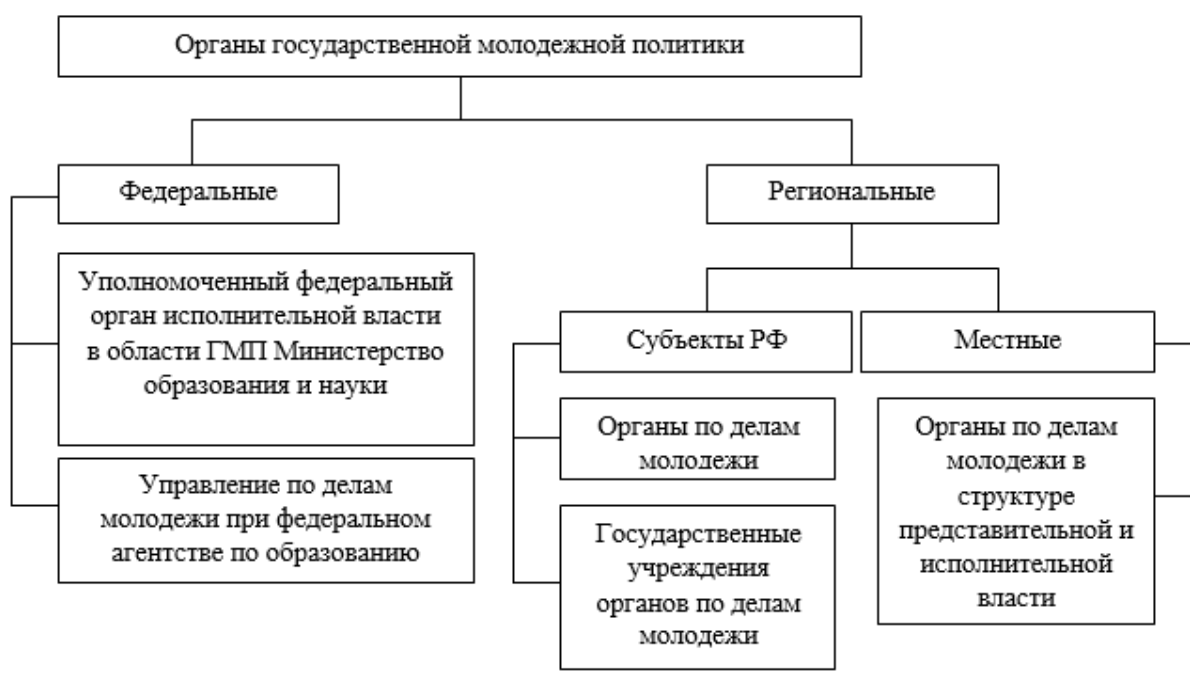 Органы государственной молодежной политики
Федеральные
Региональные
Уполномоченный федеральный
орган исполнительной власти
в области ГМП Министерство
образования и науки
Управление по делам
молодежи при федеральном
агентстве по образованию
Субъекты РФ
Местные
Органы по делам
молодежи
Государственные
учреждения
органов по делам
молодежи
Органы по делам
молодежи в
структуре
представительной и
исполнительной
власти